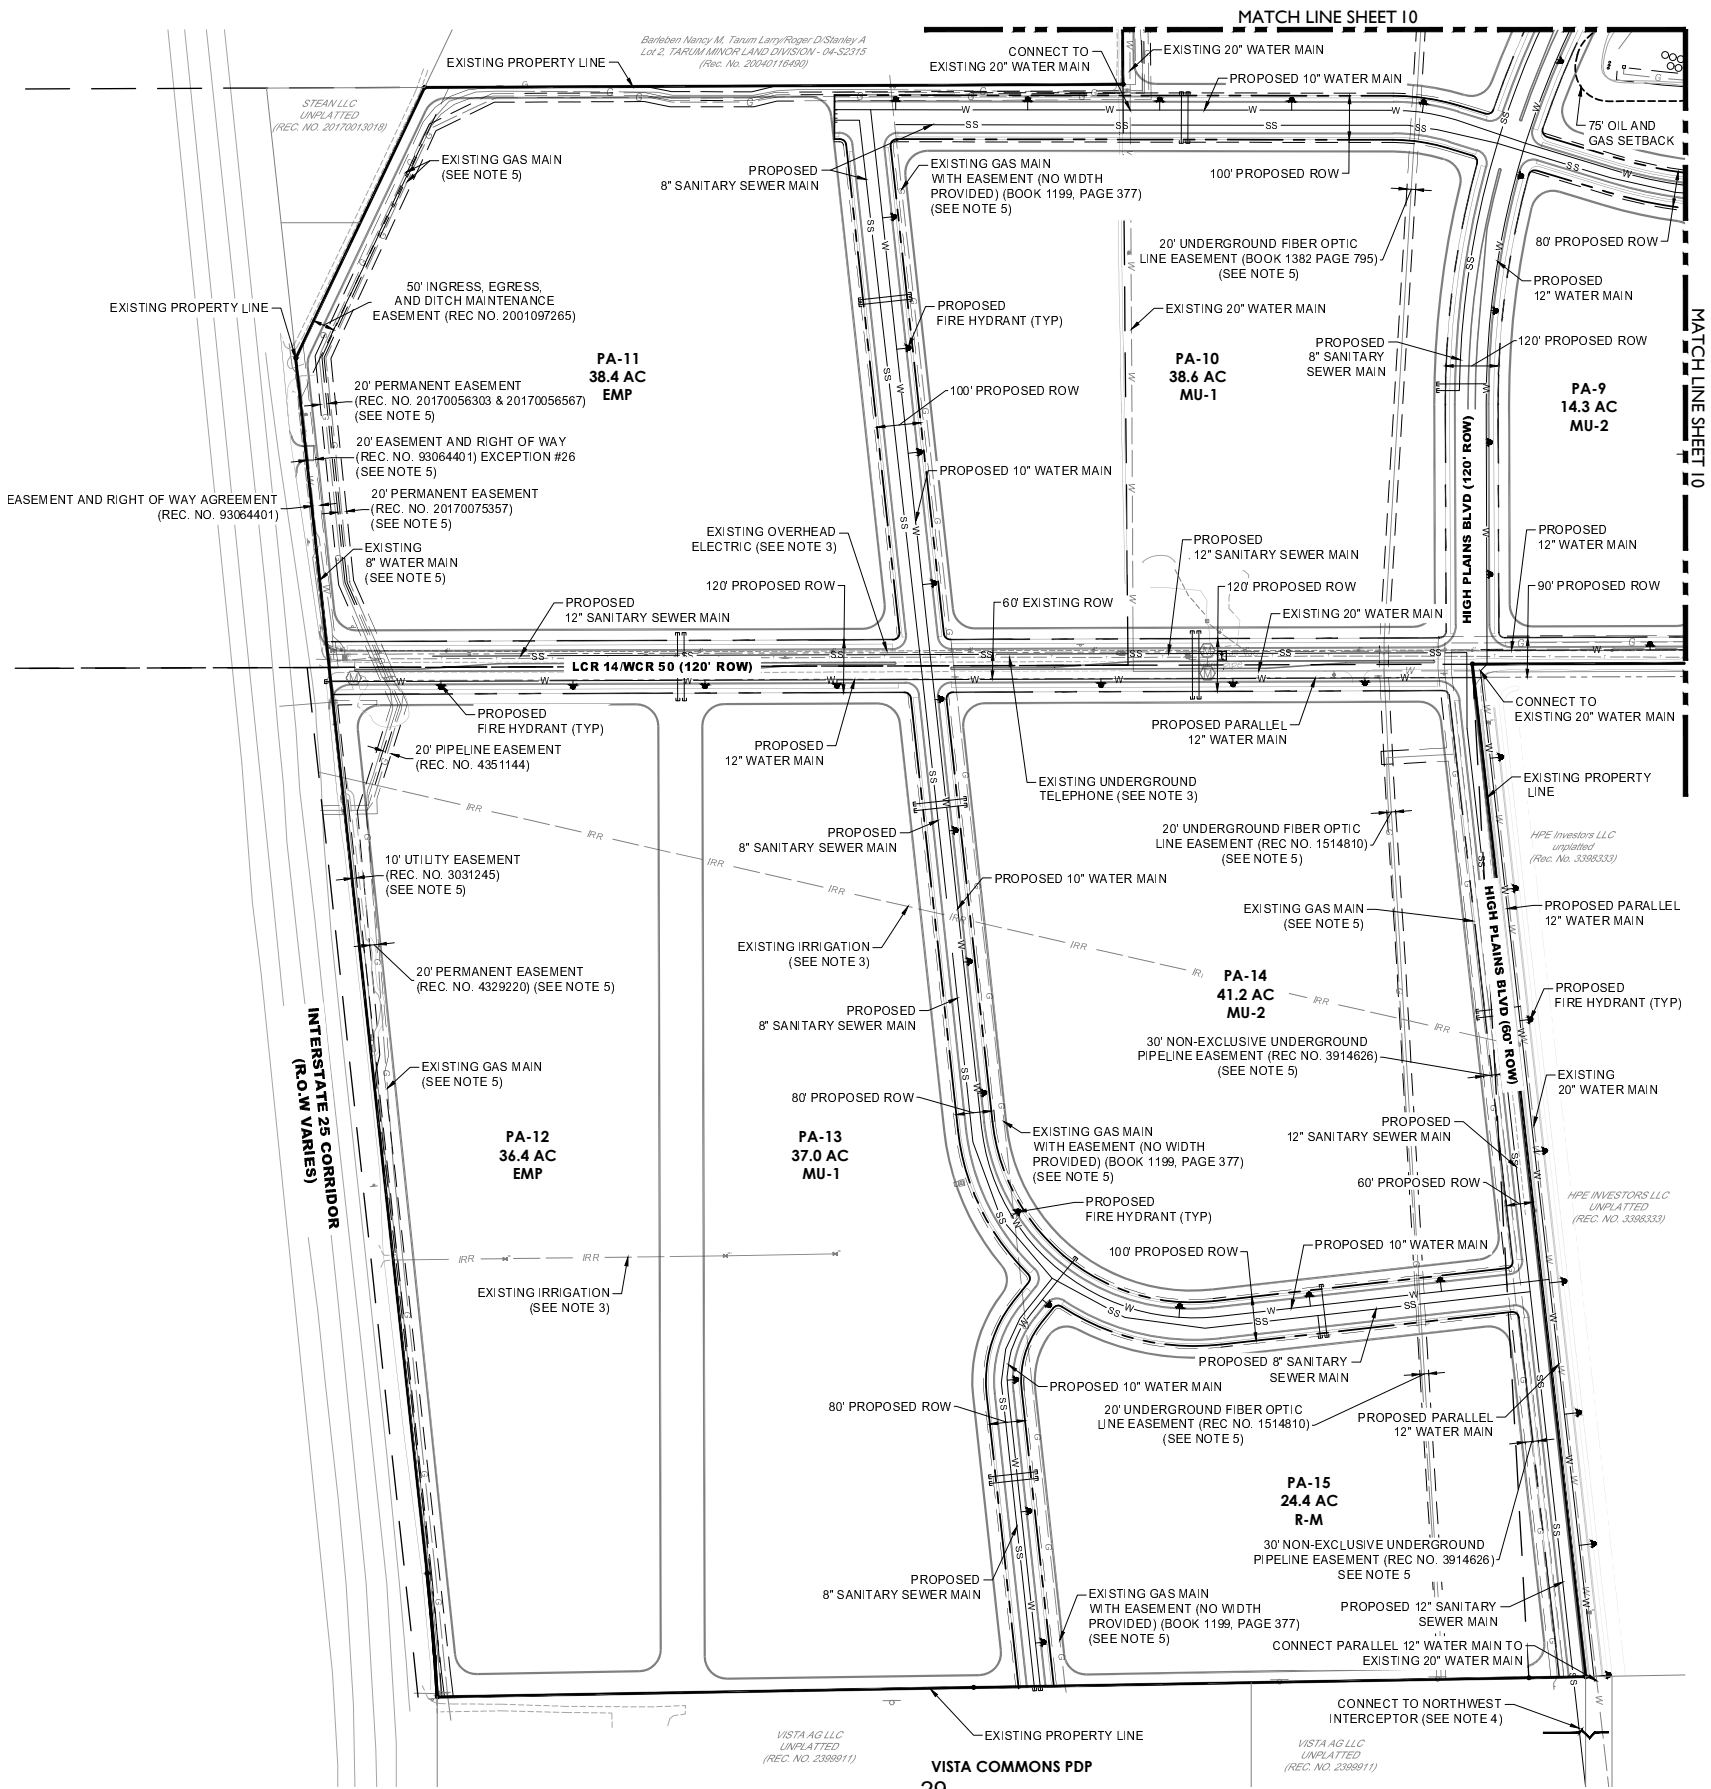 MATCH LINE SHEET 10
Barleben Nancy M, Tarum Larry/Roger D/Stanley A
Lot 2, TARUM MINOR LAND DIVISION - 04-S2315
(Rec. No. 20040116490)
EXISTING PROPERTY LINE
CONNECT TO
EXISTING 20" WATER MAIN
EXISTING 20" WATER MAIN
PROPOSED 10" WATER MAIN
STEAN LLC
UNPLATTED
(REC. NO. 20170013018)
75' OIL AND
GAS SETBACK
EXISTING GAS MAIN
(SEE NOTE 5)
PROPOSED
8" SANITARY SEWER MAIN
EXISTING GAS MAIN
WITH EASEMENT (NO WIDTH
PROVIDED) (BOOK 1199, PAGE 377)
(SEE NOTE 5)
100' PROPOSED ROW
20' UNDERGROUND FIBER OPTIC
LINE EASEMENT (BOOK 1382 PAGE 795)
(SEE NOTE 5)
80' PROPOSED ROW
PROPOSED
12" WATER MAIN
50' INGRESS, EGRESS,
AND DITCH MAINTENANCE
EASEMENT (REC NO. 2001097265)
EXISTING PROPERTY LINE
PROPOSED
FIRE HYDRANT (TYP)
EXISTING 20" WATER MAIN
PROPOSED
8" SANITARY
SEWER MAIN
120' PROPOSED ROW
MATCH LINE SHEET 10
PA-11
38.4 AC
EMP
PA-10
38.6 AC
MU-1
PA-9
14.3 AC
MU-2
20' PERMANENT EASEMENT
(REC. NO. 20170056303 & 20170056567)
(SEE NOTE 5)
100' PROPOSED ROW
20' EASEMENT AND RIGHT OF WAY
(REC. NO. 93064401) EXCEPTION #26
(SEE NOTE 5)
PROPOSED 10" WATER MAIN
HIGH PLAINS BLVD (120' ROW)
EASEMENT AND RIGHT OF WAY AGREEMENT
(REC. NO. 93064401)
20' PERMANENT EASEMENT
(REC. NO. 20170075357)
(SEE NOTE 5)
EXISTING OVERHEAD
ELECTRIC (SEE NOTE 3)
PROPOSED
12" SANITARY SEWER MAIN
PROPOSED
12" WATER MAIN
EXISTING
8" WATER MAIN
(SEE NOTE 5)
120' PROPOSED ROW
120' PROPOSED ROW
90' PROPOSED ROW
PROPOSED
12" SANITARY SEWER MAIN
60' EXISTING ROW
EXISTING 20" WATER MAIN
LCR 14/WCR 50 (120' ROW)
PROPOSED
FIRE HYDRANT (TYP)
CONNECT TO
EXISTING 20" WATER MAIN
20' PIPELINE EASEMENT
(REC. NO. 4351144)
PROPOSED
12" WATER MAIN
PROPOSED PARALLEL
12" WATER MAIN
EXISTING UNDERGROUND
TELEPHONE (SEE NOTE 3)
EXISTING PROPERTY
LINE
PROPOSED
8" SANITARY SEWER MAIN
20' UNDERGROUND FIBER OPTIC
LINE EASEMENT (REC NO. 1514810)
(SEE NOTE 5)
HPE Investors LLC
unplatted
(Rec. No. 3398333)
10' UTILITY EASEMENT
(REC. NO. 3031245)
(SEE NOTE 5)
PROPOSED 10" WATER MAIN
EXISTING GAS MAIN
(SEE NOTE 5)
PROPOSED PARALLEL
12" WATER MAIN
EXISTING IRRIGATION
(SEE NOTE 3)
HIGH PLAINS BLVD (60' ROW)
20' PERMANENT EASEMENT
(REC. NO. 4329220) (SEE NOTE 5)
PA-14
41.2 AC
MU-2
PROPOSED
FIRE HYDRANT (TYP)
PROPOSED
8" SANITARY SEWER MAIN
INTERSTATE 25 CORRIDOR
(R.O.W VARIES)
30' NON-EXCLUSIVE UNDERGROUND
PIPELINE EASEMENT (REC NO. 3914626)
(SEE NOTE 5)
EXISTING GAS MAIN
(SEE NOTE 5)
EXISTING
20" WATER MAIN
80' PROPOSED ROW
PROPOSED
12" SANITARY SEWER MAIN
PA-12
36.4 AC
EMP
PA-13
37.0 AC
MU-1
EXISTING GAS MAIN
WITH EASEMENT (NO WIDTH
PROVIDED) (BOOK 1199, PAGE 377)
(SEE NOTE 5)
60' PROPOSED ROW
HPE INVESTORS LLC
UNPLATTED
(REC. NO. 3398333)
PROPOSED
FIRE HYDRANT (TYP)
100' PROPOSED ROW
PROPOSED 10" WATER MAIN
EXISTING IRRIGATION
(SEE NOTE 3)
PROPOSED 8" SANITARY
SEWER MAIN
PROPOSED 10" WATER MAIN
80' PROPOSED ROW
20' UNDERGROUND FIBER OPTIC
LINE EASEMENT (REC NO. 1514810)
(SEE NOTE 5)
PROPOSED PARALLEL
12" WATER MAIN
PA-15
24.4 AC
R-M
30' NON-EXCLUSIVE UNDERGROUND
PIPELINE EASEMENT (REC NO. 3914626)
SEE NOTE 5
PROPOSED
8" SANITARY SEWER MAIN
EXISTING GAS MAIN
WITH EASEMENT (NO WIDTH
PROVIDED) (BOOK 1199, PAGE 377)
(SEE NOTE 5)
PROPOSED 12" SANITARY
SEWER MAIN
CONNECT PARALLEL 12" WATER MAIN TO
EXISTING 20" WATER MAIN
CONNECT TO NORTHWEST
INTERCEPTOR (SEE NOTE 4)
EXISTING PROPERTY LINE
VISTA AG LLC
UNPLATTED
(REC. NO. 2399911)
VISTA AG LLC
UNPLATTED
(REC. NO. 2399911)
VISTA COMMONS PDP